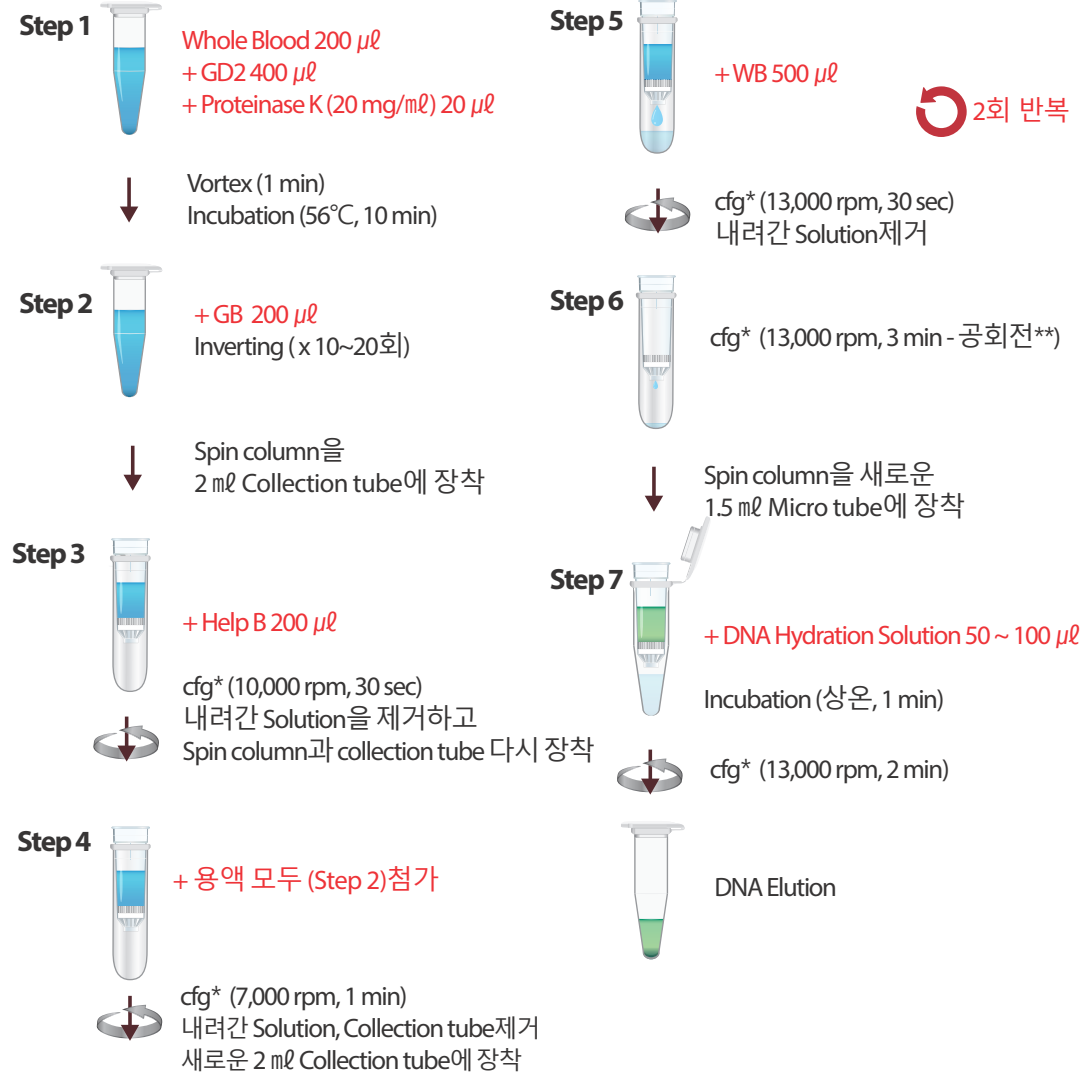 Step 1
Whole Blood 200 ㎕
+ GD2 400 ㎕
+ Proteinase K (20 mg/㎖) 20 ㎕
Vortex (1 min)
Incubation (56℃, 10 min)
Step 2
+ GB 200 ㎕
Inverting ( x 10~20회)
Spin column을
2 ㎖ Collection tube에 장착
Step 3
+ Help B 200 ㎕
cfg* (10,000 rpm, 30 sec)
내려간 Solution을 제거하고
Spin column과 collection tube 다시 장착
Step 4
+ 용액 모두 (Step 2)첨가
cfg* (7,000 rpm, 1 min)
내려간 Solution, Collection tube제거
새로운 2 ㎖ Collection tube에 장착
Step 5
+ WB 500 ㎕
2회 반복
cfg* (13,000 rpm, 30 sec)
내려간 Solution제거
Step 6
cfg* (13,000 rpm, 3 min - 공회전**)
Spin column을 새로운
1.5 ㎖ Micro tube에 장착
Step 7
+ DNA Hydration Solution 50 ~ 100 ㎕
Incubation (상온, 1 min)
cfg* (13,000 rpm, 2 min)
DNA Elution